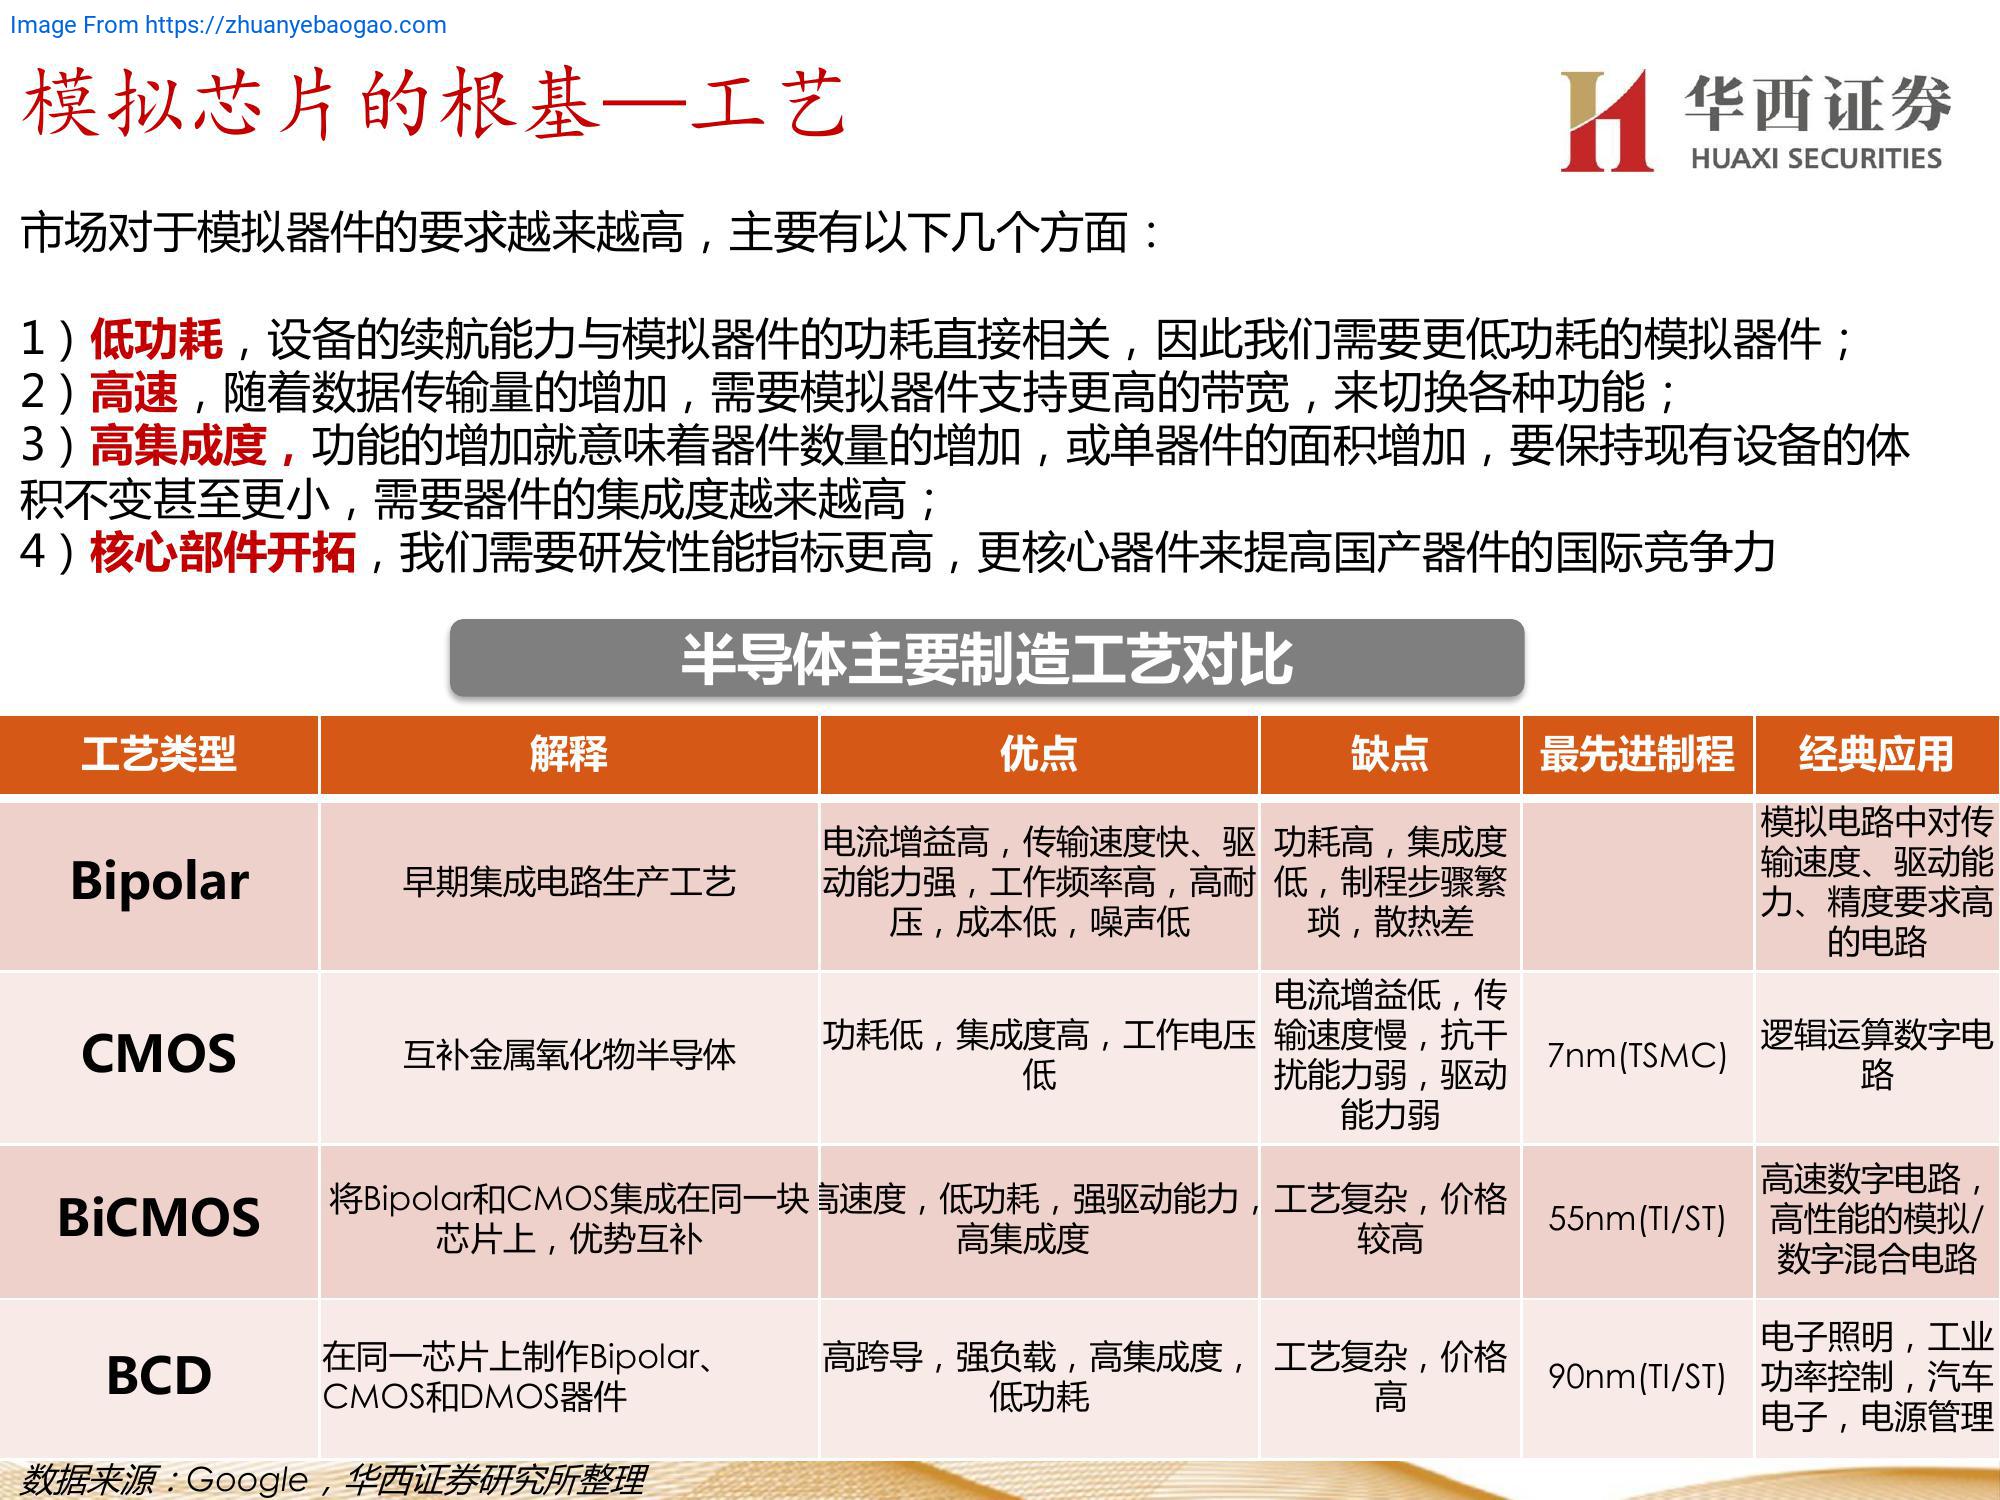 Image From https://zhuanyebaogao.com
模拟芯片的根基—工艺
华西证券
HUAXI SECURITIES
市场对于模拟器件的要求越来越高，主要有以下几个方面：
1）低功耗，设备的续航能力与模拟器件的功耗直接相关，因此我们需要更低功耗的模拟器件；
2）高速，随着数据传输量的增加，需要模拟器件支持更高的带宽，来切换各种功能；
3）高集成度，功能的增加就意味着器件数量的增加，或单器件的面积增加，要保持现有设备的体
积不变甚至更小，需要器件的集成度越来越高；
4）核心部件开拓，我们需要研发性能指标更高，更核心器件来提高国产器件的国际竞争力
半导体主要制造工艺对比
工艺类型 解释 优点 缺点 最先进制程 经典应用
Bipolar
早期集成电路生产工艺
电流增益高，传输速度快、驱
动能力强，工作频率高，高耐
压，成本低，噪声低
功耗高，集成度
低，制程步骤繁
琐，散热差
模拟电路中对传
输速度、驱动能
力、精度要求高
的电路
CMOS
互补金属氧化物半导体
功耗低，集成度高，工作电压
低
电流增益低，传
输速度慢，抗干
扰能力弱，驱动
能力弱
7nm(TSMC)
逻辑运算数字电
路
BiCMOS
将Bipolar和CMOS集成在同一块
芯片上，优势互补
高速度，低功耗，强驱动能力，
高集成度
工艺复杂，价格
较高
55nm(TI/ST)
高速数字电路，
高性能的模拟/
数字混合电路
BCD
在同一芯片上制作Bipolar、
CMOS和DMOS器件
高跨导，强负载，高集成度，
低功耗
工艺复杂，价格
高
90nm(TI/ST)
电子照明，工业
功率控制，汽车
电子，电源管理
数据来源：Google，华西证券研究所整理